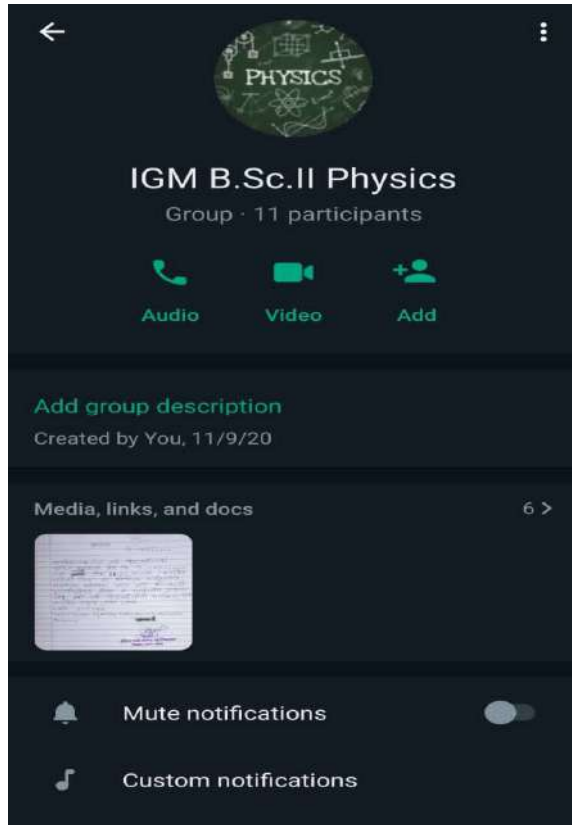 PHYSICS
IGM B.Sc.II Physics
Group · 11 participants
Audio Video Add
Add group description
Created by You, 11/9/20
Media, links, and docs 6 >
Mute notifications
Custom notifications